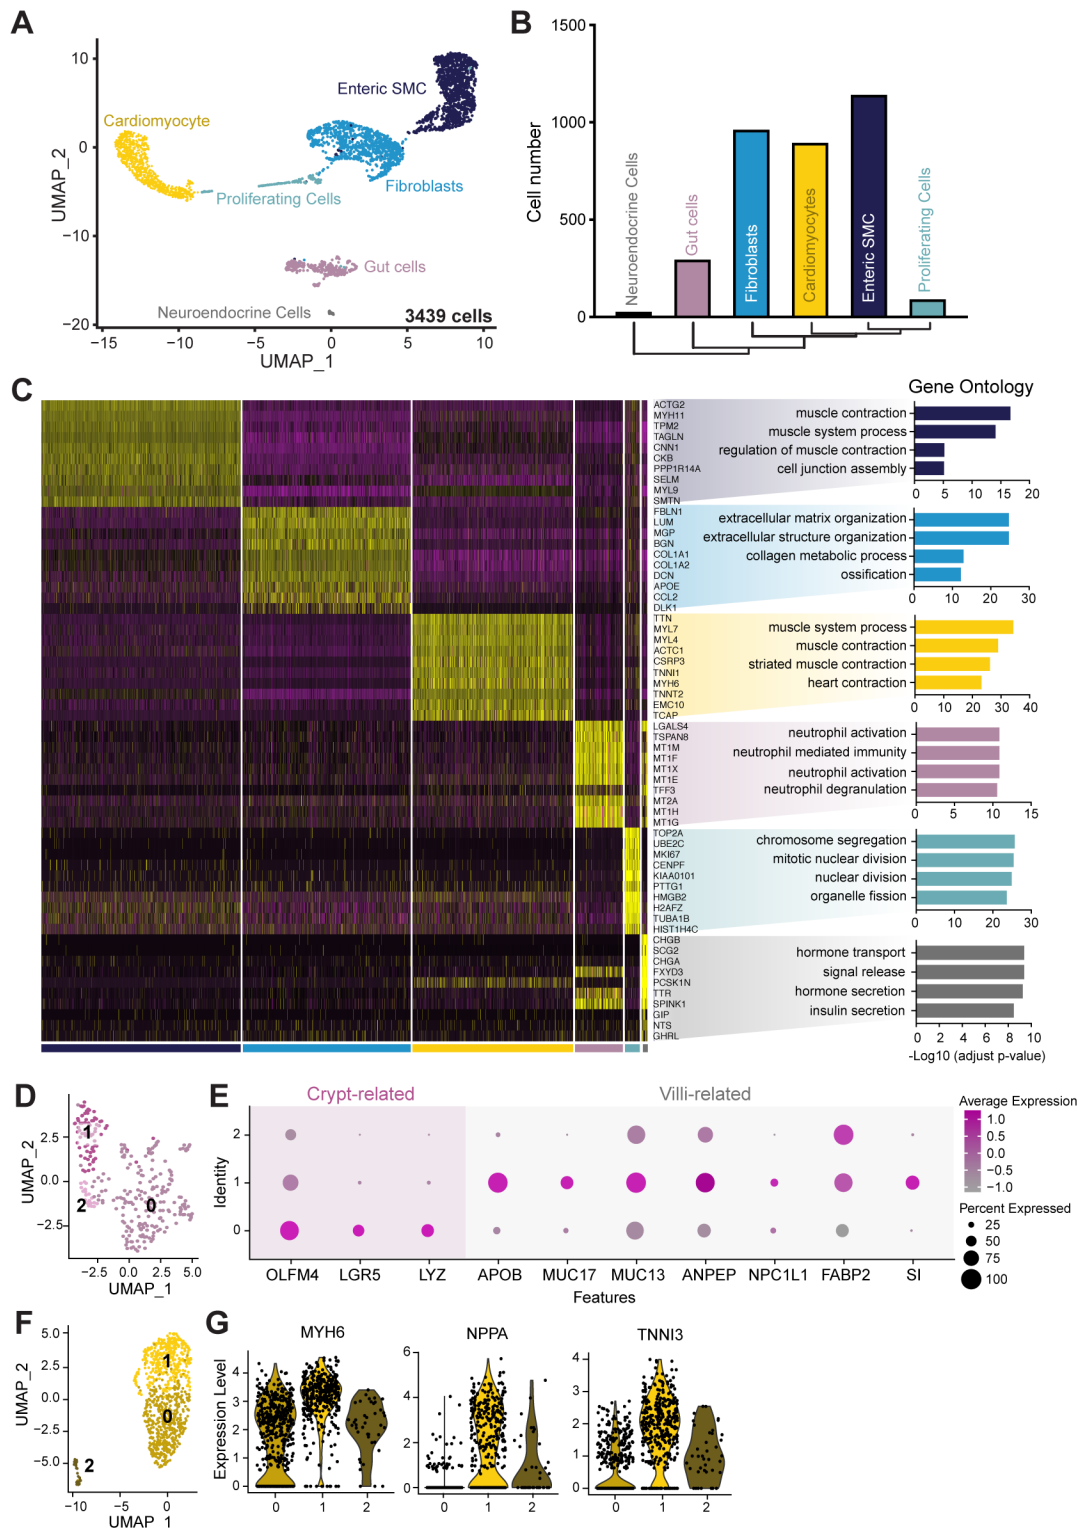 A
10
0
−10
−20
UMAP_2
−15
−10
−5
0
5
10
UMAP_1
Enteric SMC
Cardiomyocyte
Fibroblasts
Proliferating Cells
Gut cells
Neuroendocrine Cells
3439 cells
B
1500
1000
500
0
Cell number
Neuroendocrine Cells
Gut cells
Fibroblasts
Cardiomyocytes
Enteric SMC
Proliferating Cells
C
ACTG2
MYH11
TPM2
TAGLN
CNN1
CKB
PPP1R14A
SELM
MYL9
SMTN
FBLN1
LUM
MGP
BGN
COL1A1
COL1A2
DCN
APOE
CCL2
DLK1
TTN
MYL7
MYL4
ACTC1
CSRP3
TNNI1
MYH6
TNNT2
EMC10
TCAP
LGALS4
TSPAN8
MT1M
MT1F
MT1X
MT1E
TFF3
MT2A
MT1H
MT1G
TOP2A
UBE2C
MKI67
CENPF
KIAA0101
PTTG1
HMGB2
H2AFZ
TUBA1B
HIST1H4C
CHGB
SCG2
CHGA
FXYD3
PCSK1N
TTR
SPINK1
GIP
NTS
GHRL
Gene Ontology
muscle contraction
muscle system process
regulation of muscle contraction
cell junction assembly
0 5 10 15 20
extracellular matrix organization
extracellular structure organization
collagen metabolic process
ossification
0 10 20 30
muscle system process
muscle contraction
striated muscle contraction
heart contraction
0 10 20 30 40
neutrophil activation
neutrophil mediated immunity
neutrophil activation
neutrophil degranulation
0 5 10 15
chromosome segregation
mitotic nuclear division
nuclear division
organelle fission
0 10 20 30
hormone transport
signal release
hormone secretion
insulin secretion
0 2 4 6 8 10
-Log10 (adjust p-value)
D
2.5
0.0
−2.5
UMAP_2
1
2
0
−2.5 0.0 2.5 5.0
UMAP_1
E
Crypt-related
Villi-related
2
1
0
Identity
OLFM4 LGR5 LYZ APOB MUC17 MUC13 ANPEP NPC1L1 FABP2 SI
Features
Average Expression
1.0
0.5
0.0
−0.5
−1.0
Percent Expressed
25
50
75
100
F
5.0
2.5
0.0
−2.5
−5.0
UMAP_2
1
0
2
−10 −5 0
UMAP_1
G
MYH6
4
3
2
1
0
Expression Level
0 1 2
NPPA
6
4
2
0
0 1 2
TNNI3
4
3
2
1
0
0 1 2